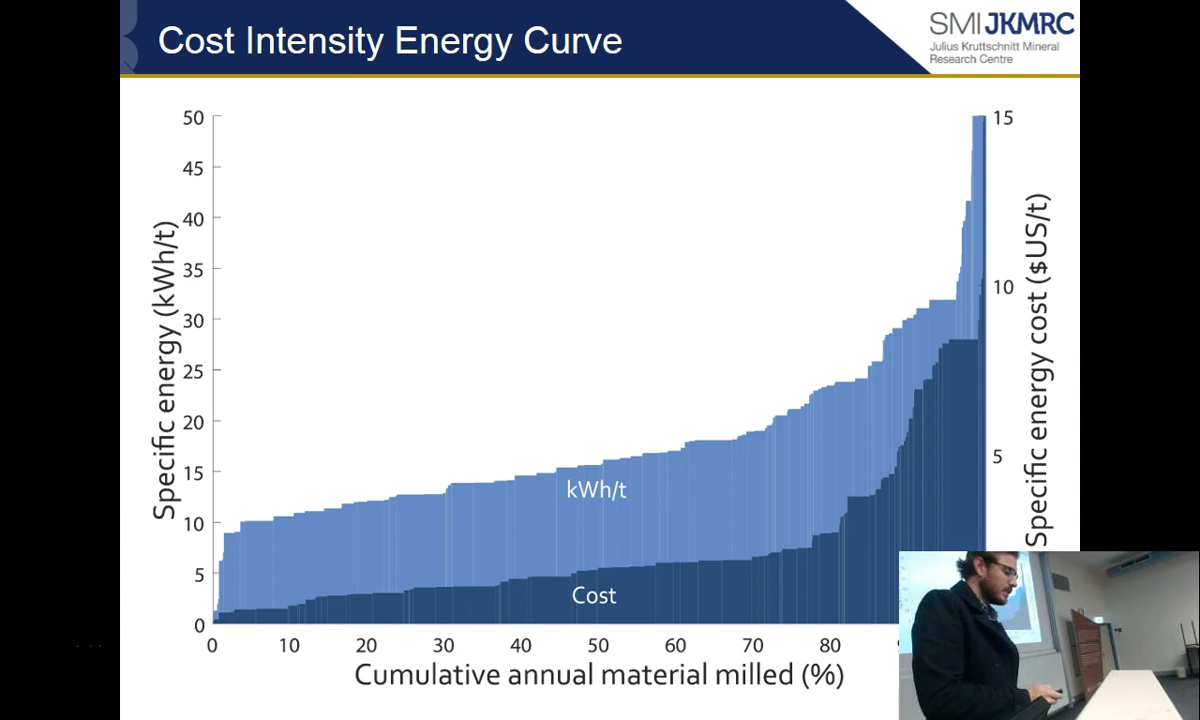 Cost Intensity Energy Curve
SMI JKMRC
Julius Kruttschnitt Mineral
Research Centre
50
45
40
35
30
25
20
15
10
5
0
Specific energy (kWh/t)
15
10
5
Specific energy cost ($US/t)
kWh/t
Cost
0 10 20 30 40 50 60 70 80
Cumulative annual material milled (%)